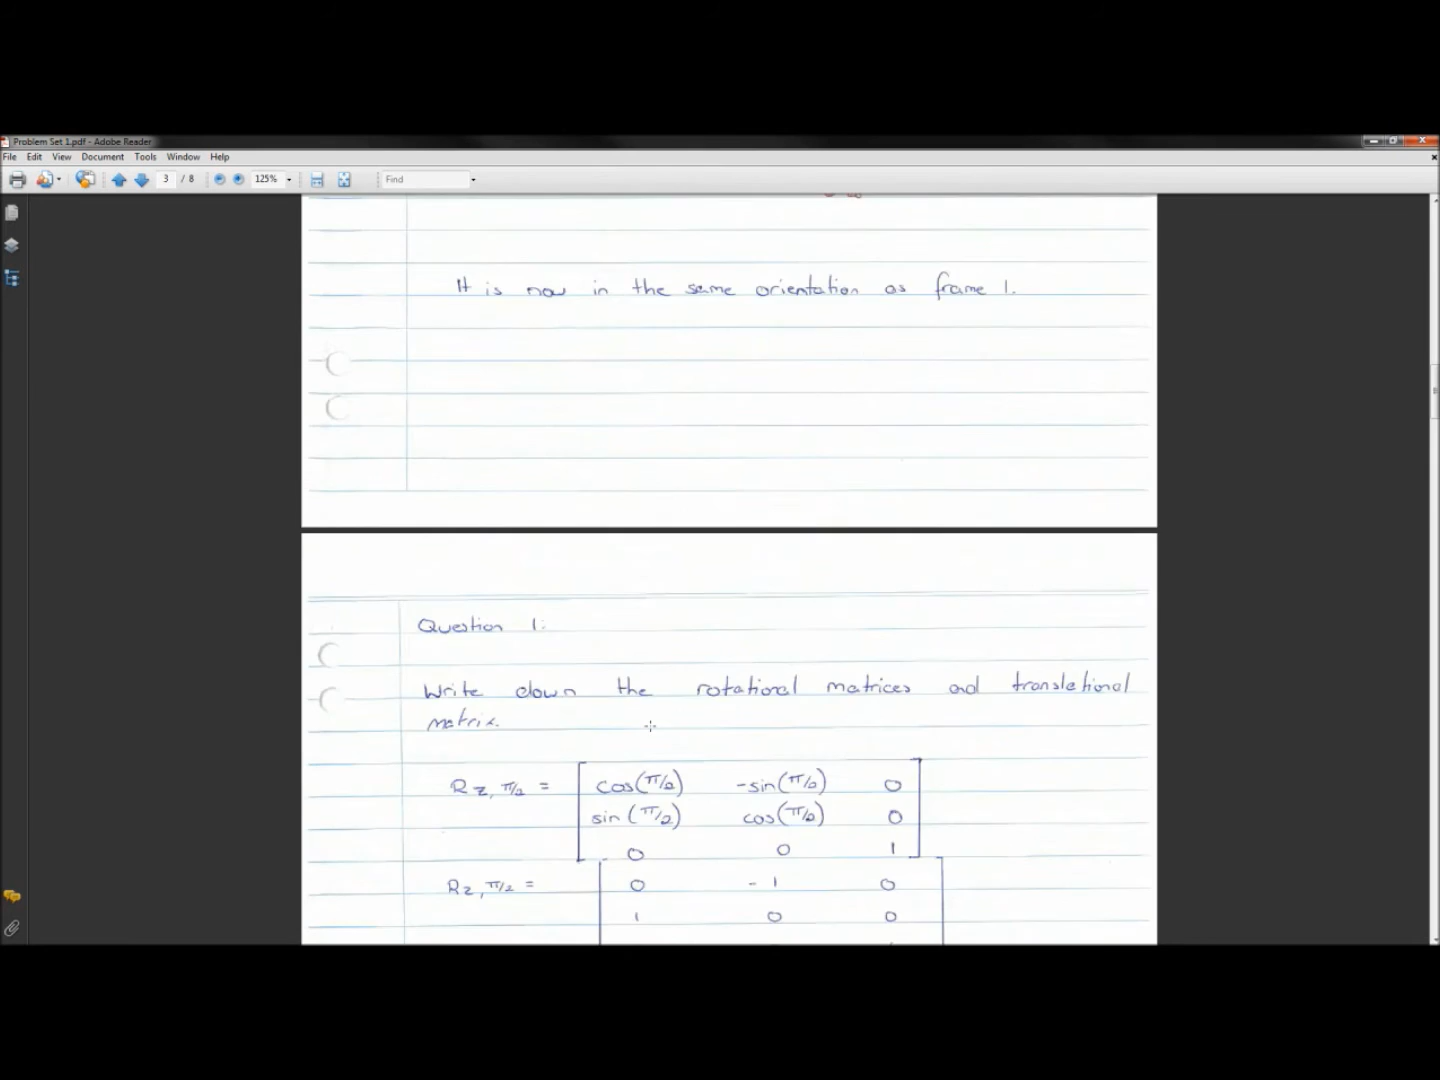 Problem Set 1.pdf - Adobe Reader
File Edit View Document Tools Window Help
3 / 8 125% Find
It is now in the same orientation as frame 1.
Question 1:
Write down the rotational matrices and translational
matrix.
Rz, π/2 = [ cos(π/2) -sin(π/2) 0
sin(π/2) cos(π/2) 0
0 0 1 ]
Rz, π/2 = [ 0 -1 0
1 0 0